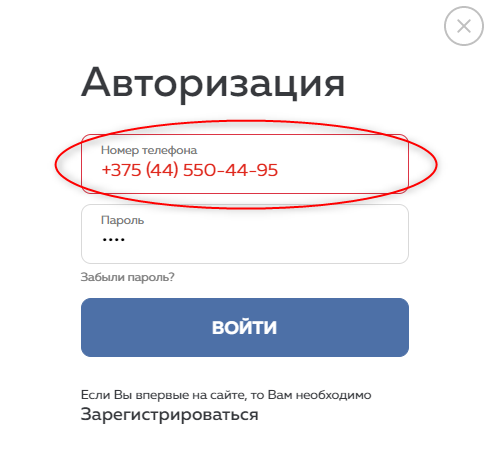 Авторизация
Номер телефона
+375 (44) 550-44-95
Пароль
••••
Забыли пароль?
ВОЙТИ
Если Вы впервые на сайте, то Вам необходимо
Зарегистрироваться